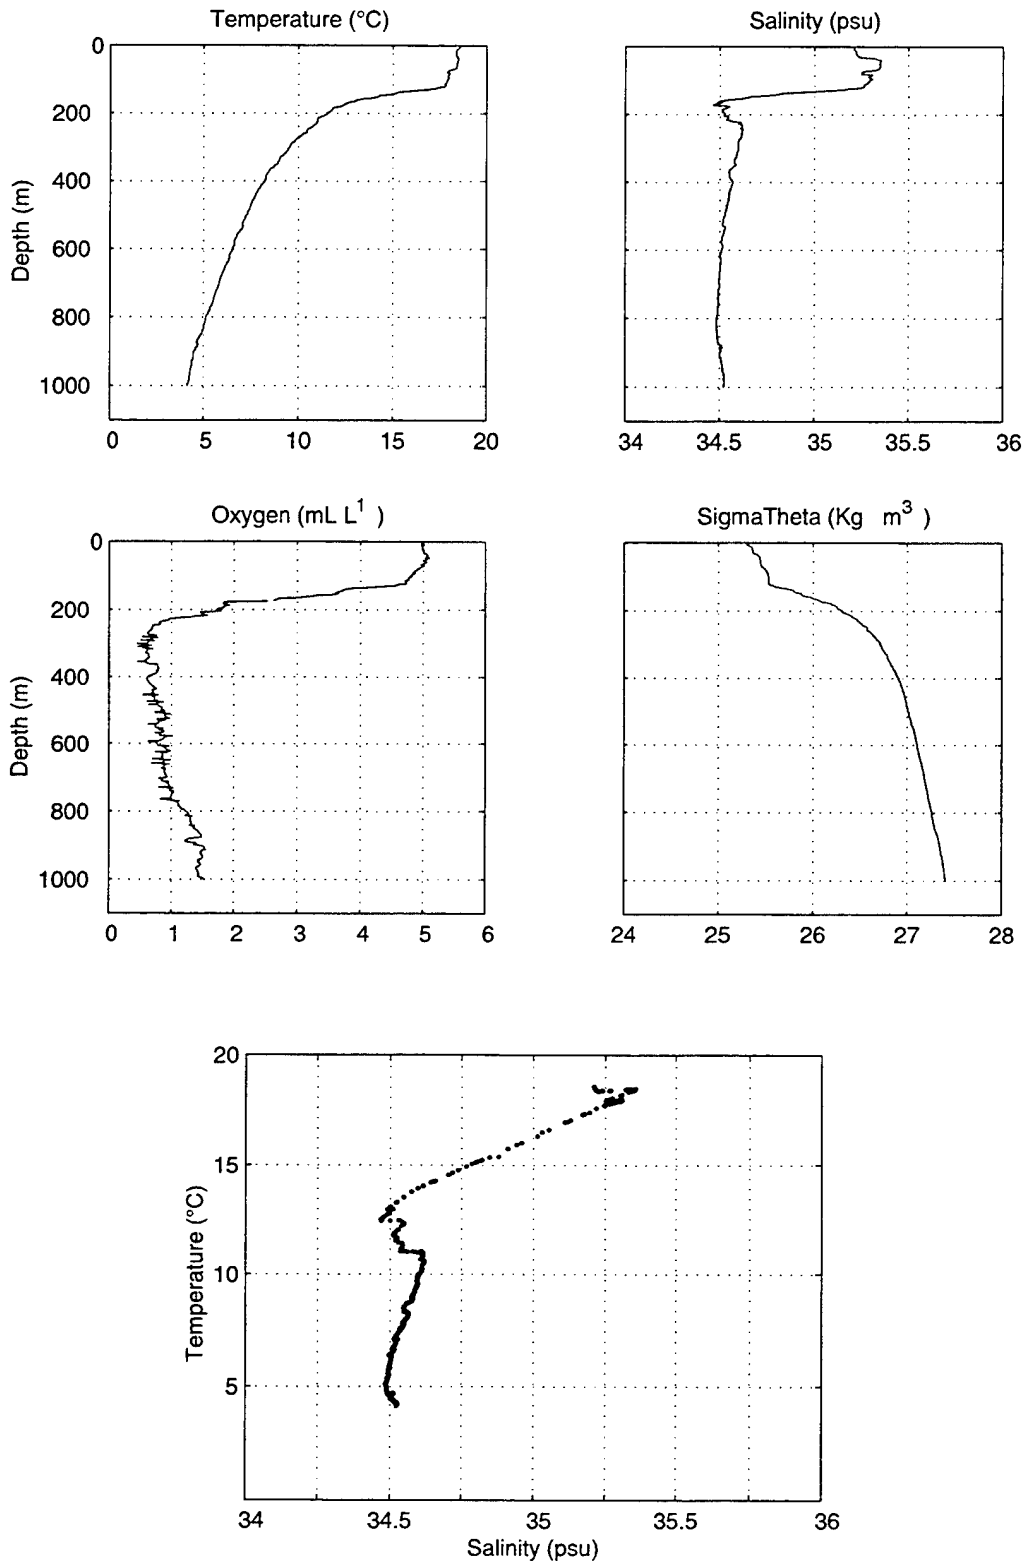 Temperature (°C)
Salinity (psu)
0
200
400
600
800
1000
Depth (m)
0 5 10 15 20
34 34.5 35 35.5 36
Oxygen (mL L1 )
SigmaTheta (Kg m3 )
0
200
400
600
800
1000
Depth (m)
0 1 2 3 4 5 6
24 25 26 27 28
20
15
10
5
Temperature (°C)
34 34.5 35 35.5 36
Salinity (psu)